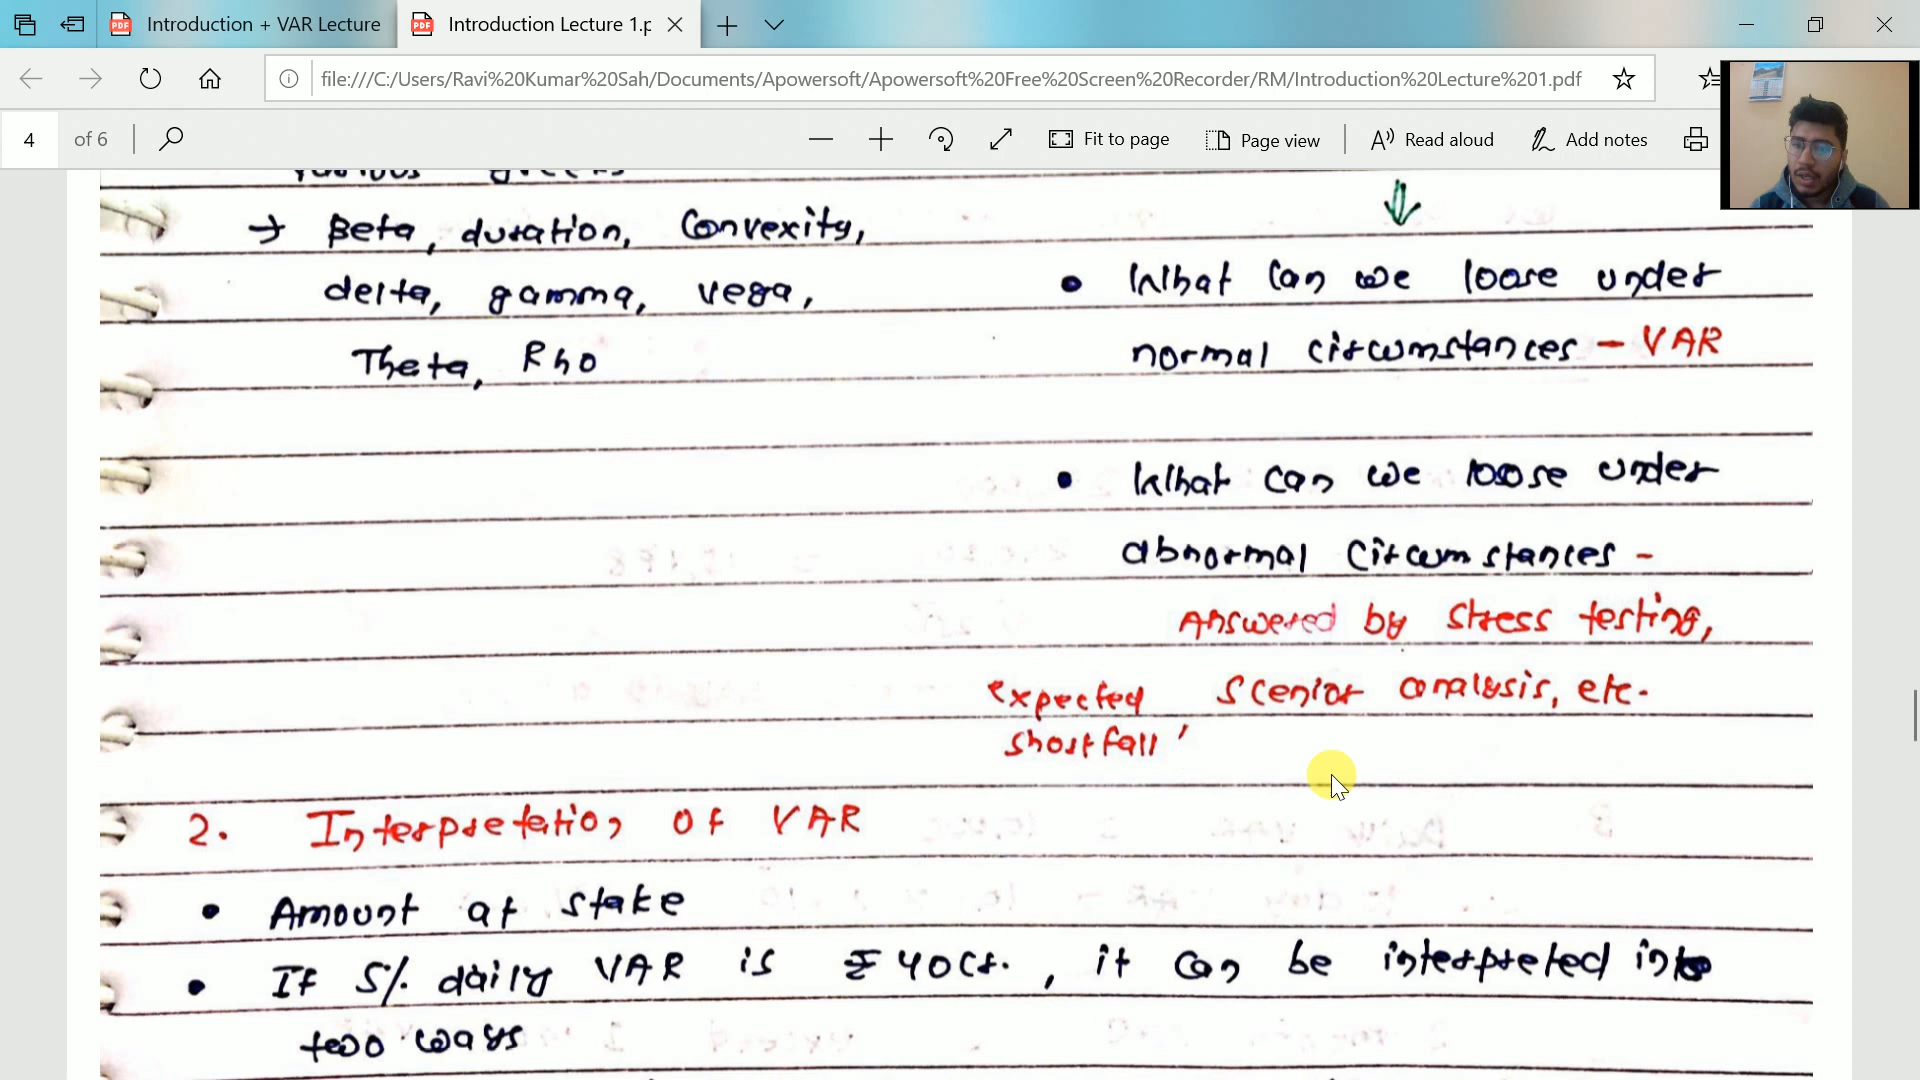 Introduction + VAR Lecture
Introduction Lecture 1.p
file:///C:/Users/Ravi%20Kumar%20Sah/Documents/Apowersoft/Apowersoft%20Free%20Screen%20Recorder/RM/Introduction%20Lecture%201.pdf
4 of 6
Fit to page
Page view
Read aloud
Add notes
→ Beta, duration, Convexity,
delta, gamma, vega,
Theta, Rho
• What Can we loose under
normal circumstances - VAR
• What can we loose under
abnormal Circumstances -
Answered by stress testing,
expected shortfall, Scenior analysis, etc.
2. Interpretation of VAR
• Amount at stake
• If 5% daily VAR is ₹ 40 Cr., it can be interpreted into
two ways